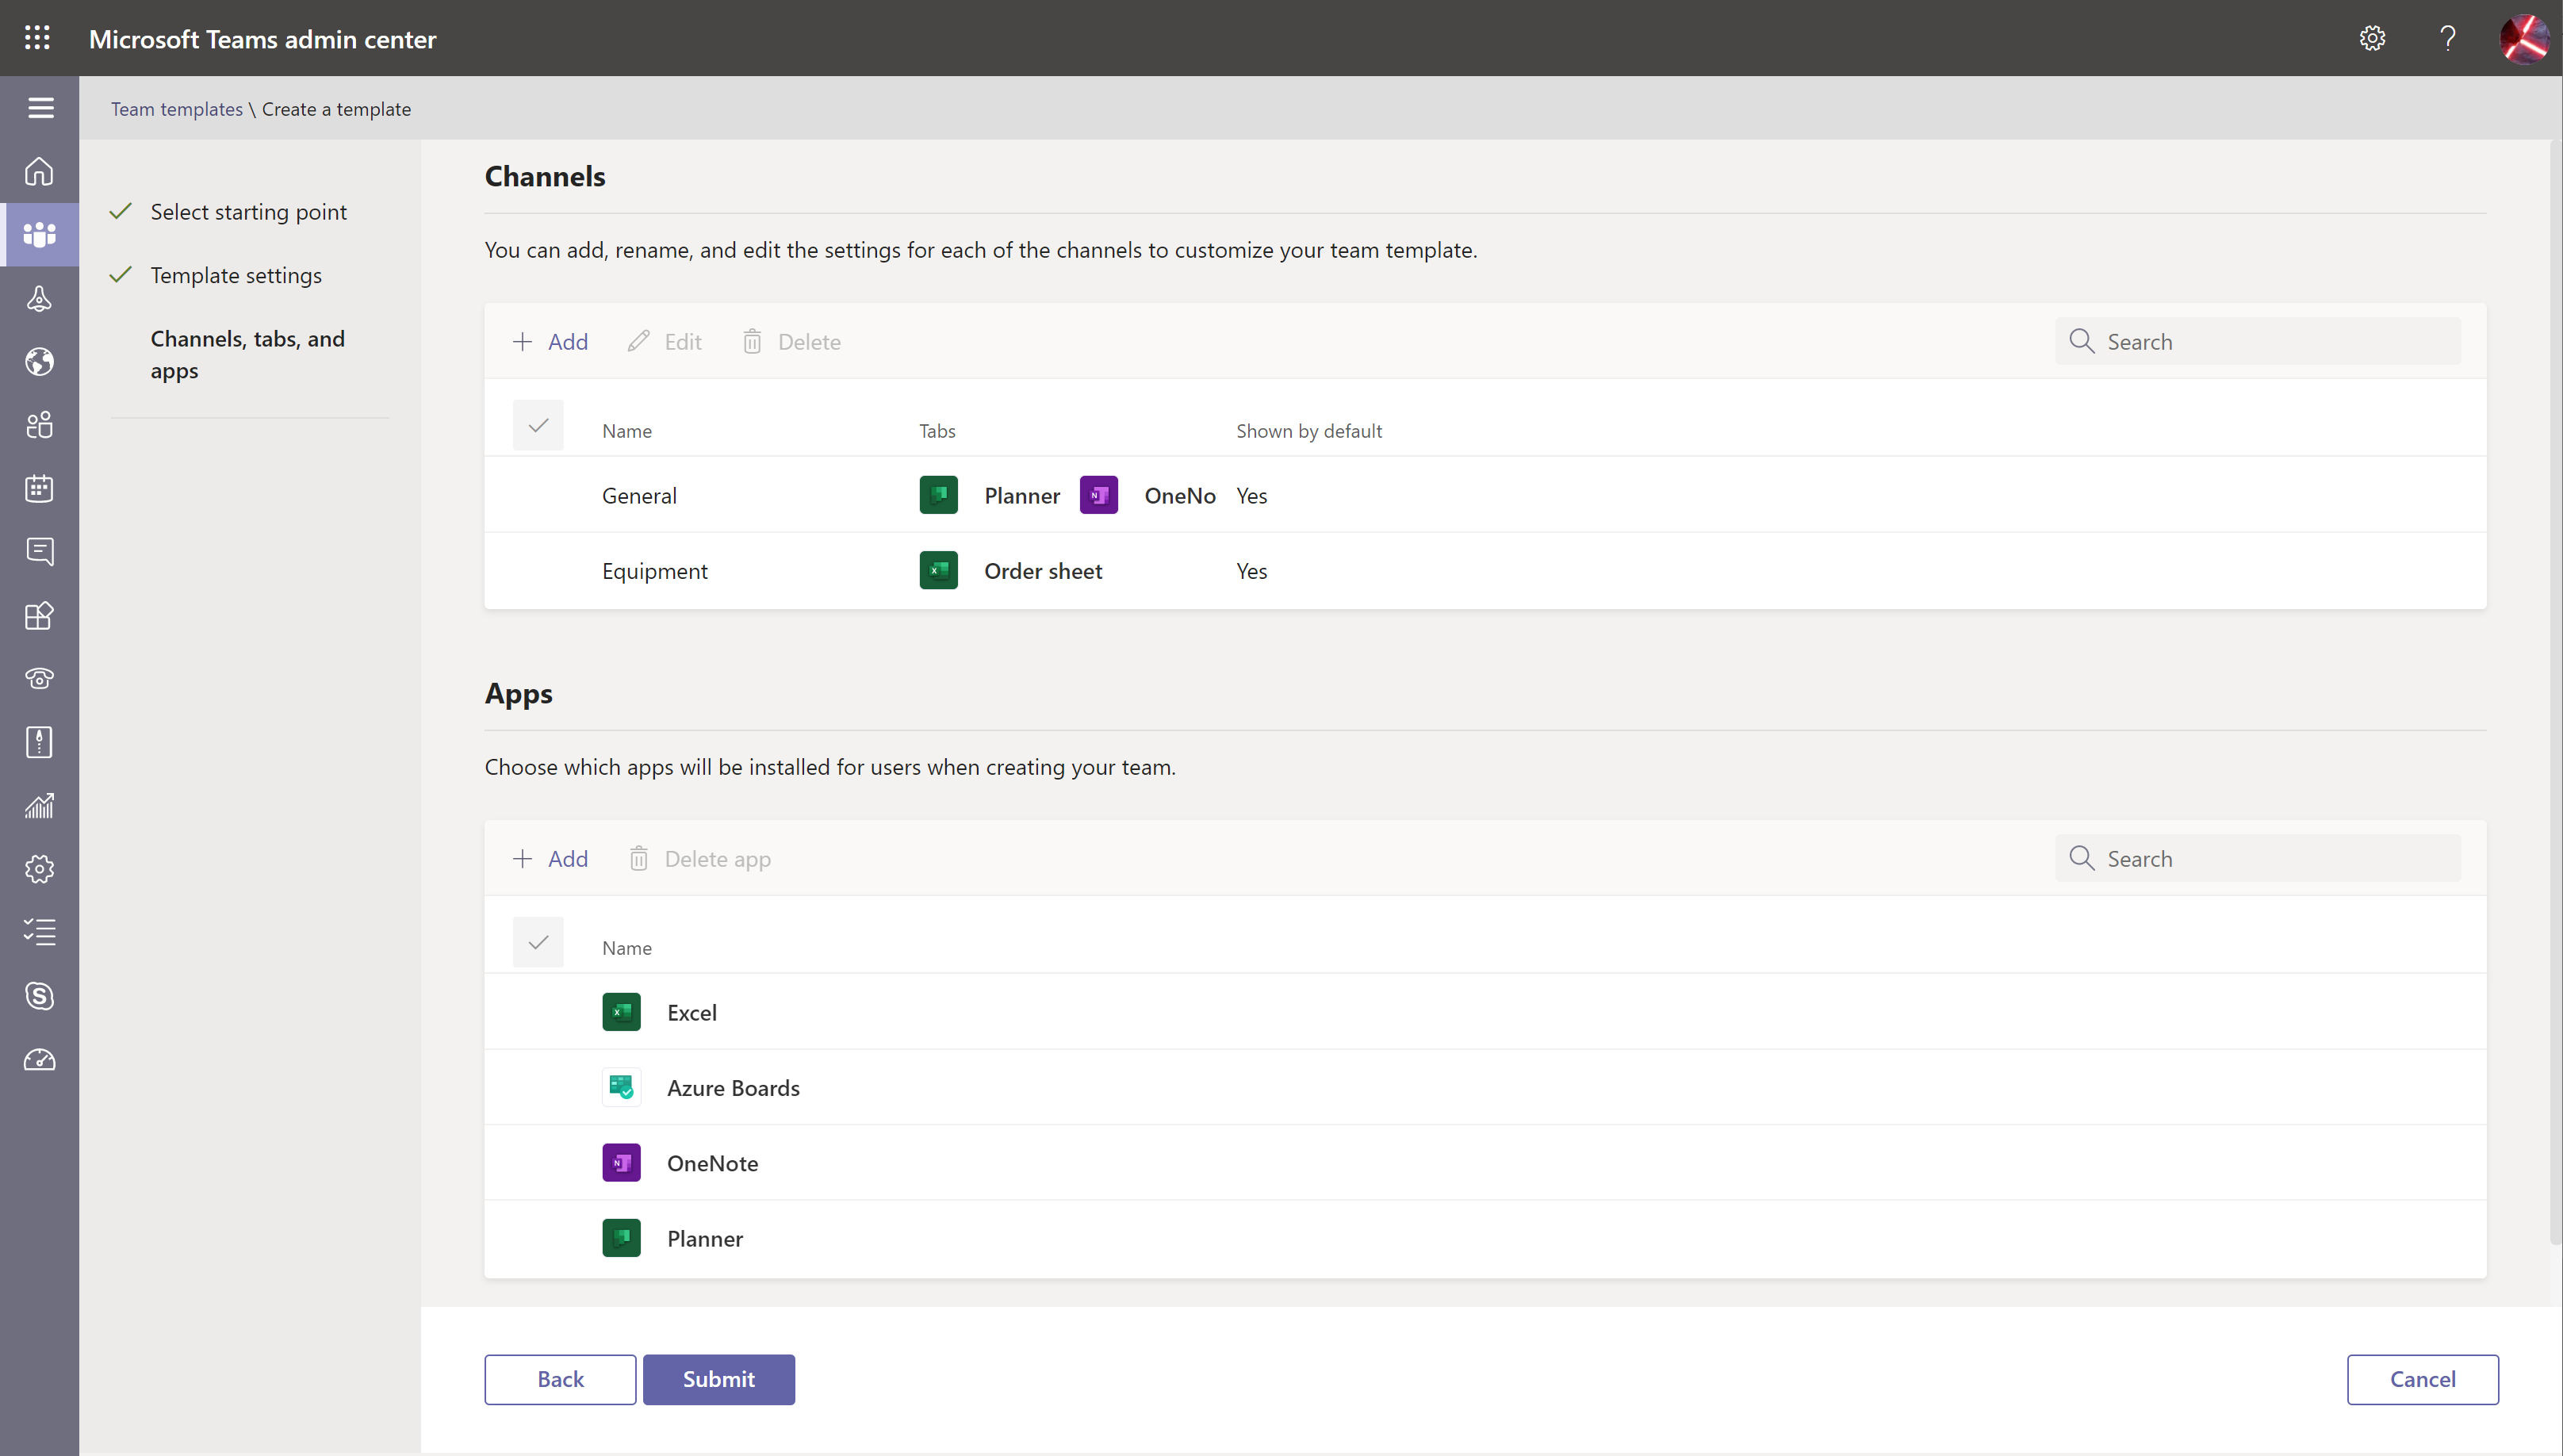 Microsoft Teams admin center
Team templates \ Create a template
Select starting point
Template settings
Channels, tabs, and
apps
Channels
You can add, rename, and edit the settings for each of the channels to customize your team template.
Add Edit Delete Search
Name Tabs Shown by default
General Planner OneNo Yes
Equipment Order sheet Yes
Apps
Choose which apps will be installed for users when creating your team.
Add Delete app Search
Name
Excel
Azure Boards
OneNote
Planner
Back Submit Cancel